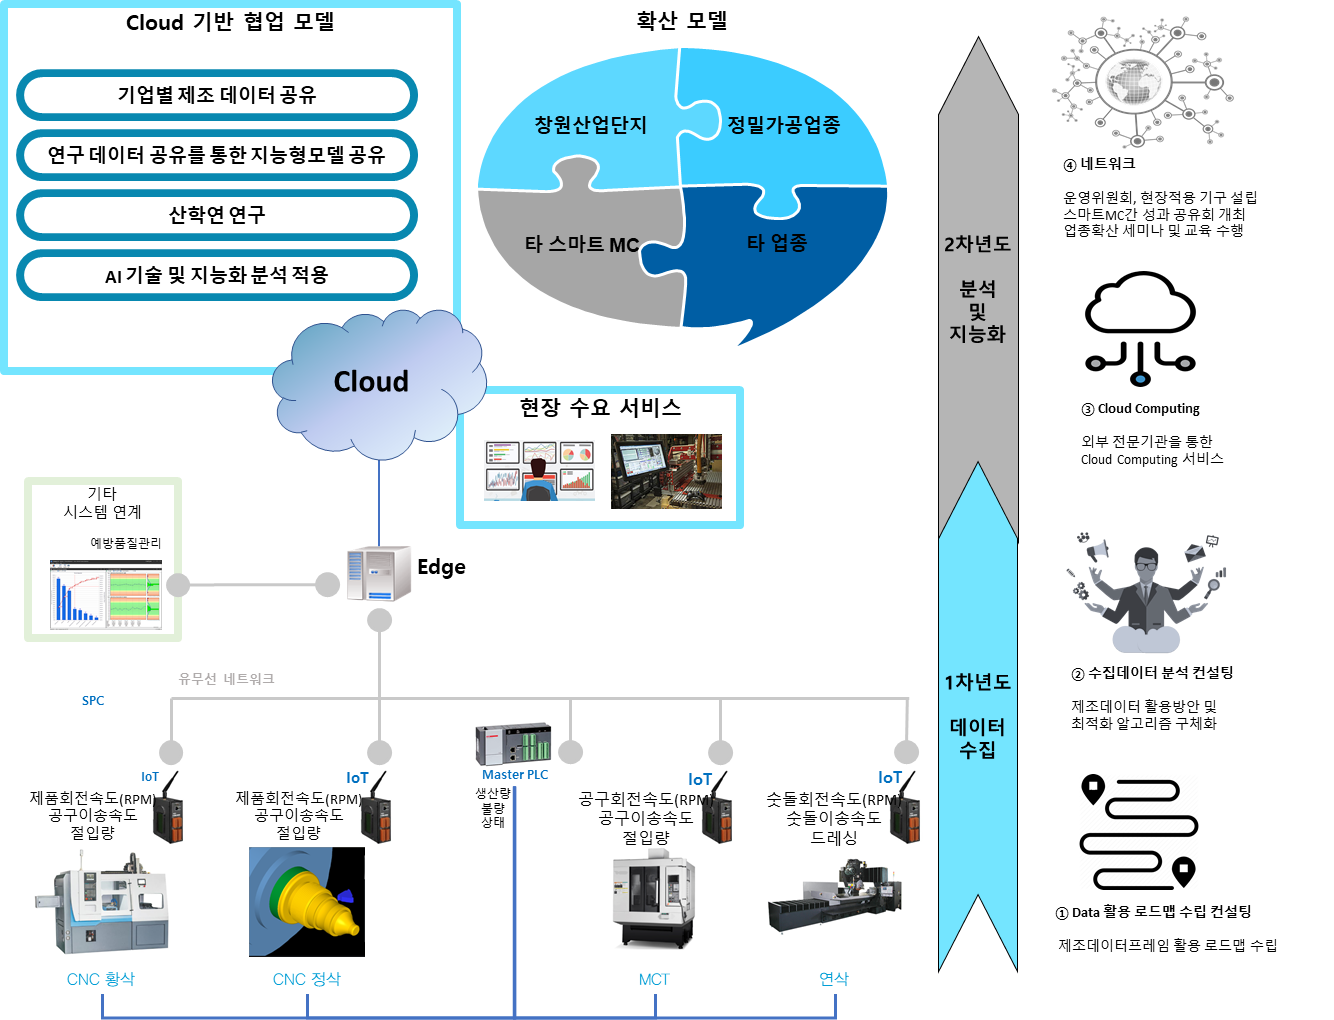 Cloud 기반 협업 모델
기업별 제조 데이터 공유
연구 데이터 공유를 통한 지능형모델 공유
산학연 연구
AI 기술 및 지능화 분석 적용
Cloud
확산 모델
창원산업단지
정밀가공업종
타 스마트 MC
타 업종
현장 수요 서비스
기타
시스템 연계
예방품질관리
Edge
유무선 네트워크
SPC
IoT
제품회전속도(RPM)
공구이송속도
절입량
IoT
제품회전속도(RPM)
공구이송속도
절입량
Master PLC
생산량
불량
상태
IoT
공구회전속도(RPM)
공구이송속도
절입량
IoT
숫돌회전속도(RPM)
숫돌이송속도
드레싱
CNC 황삭
CNC 정삭
MCT
연삭
2차년도
분석
및
지능화
1차년도
데이터
수집
④ 네트워크
운영위원회, 현장적용 기구 설립
스마트MC간 성과 공유회 개최
업종확산 세미나 및 교육 수행
③ Cloud Computing
외부 전문기관을 통한
Cloud Computing 서비스
② 수집데이터 분석 컨설팅
제조데이터 활용방안 및
최적화 알고리즘 구체화
① Data 활용 로드맵 수립 컨설팅
제조데이터프레임 활용 로드맵 수립